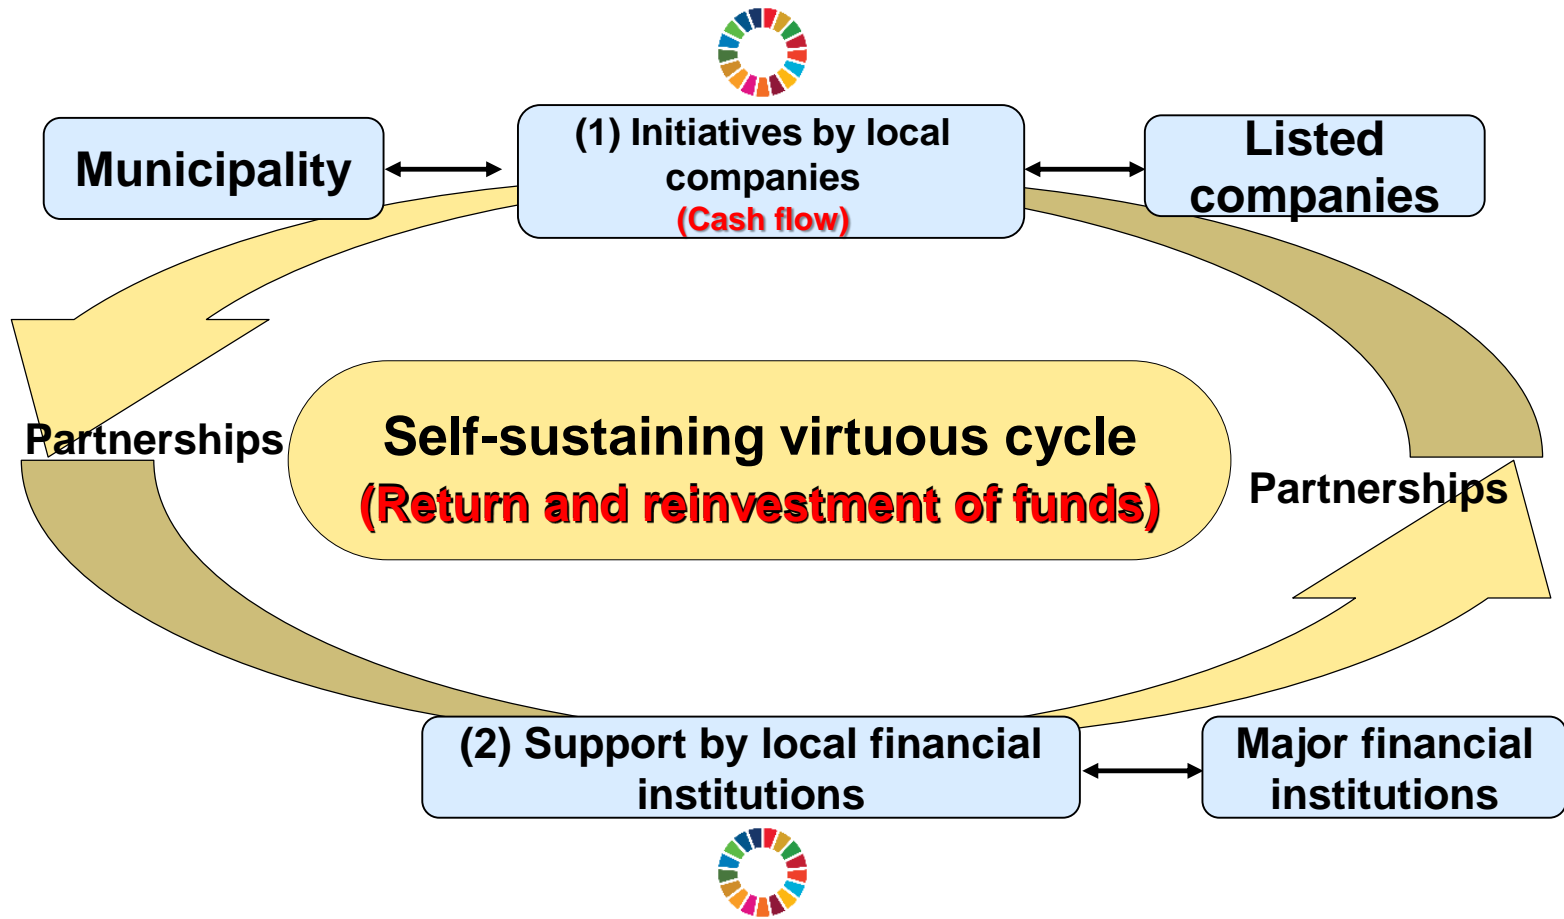 Municipality
(1) Initiatives by local
companies
(Cash flow)
Listed
companies
Partnerships
Self-sustaining virtuous cycle
(Return and reinvestment of funds)
Partnerships
(2) Support by local financial
institutions
Major financial
institutions